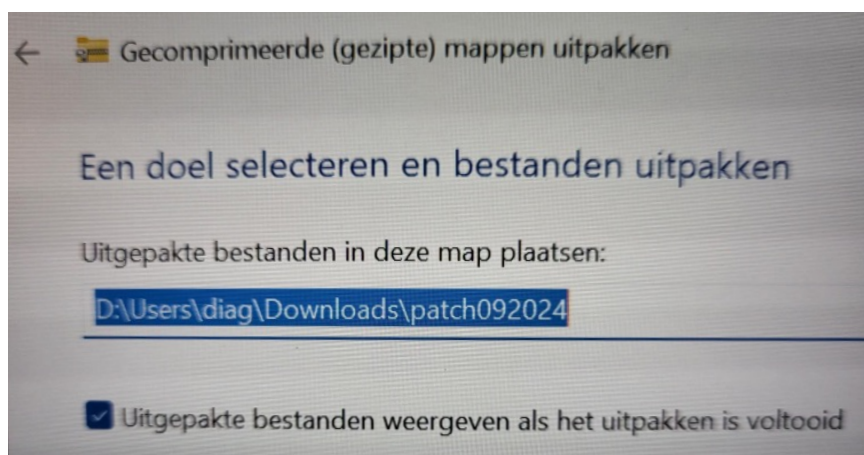 Gecomprimeerde (gezipte) mappen uitpakken
Een doel selecteren en bestanden uitpakken
Uitgepakte bestanden in deze map plaatsen:
D:\Users\diag\Downloads\patch092024
Uitgepakte bestanden weergeven als het uitpakken is voltooid